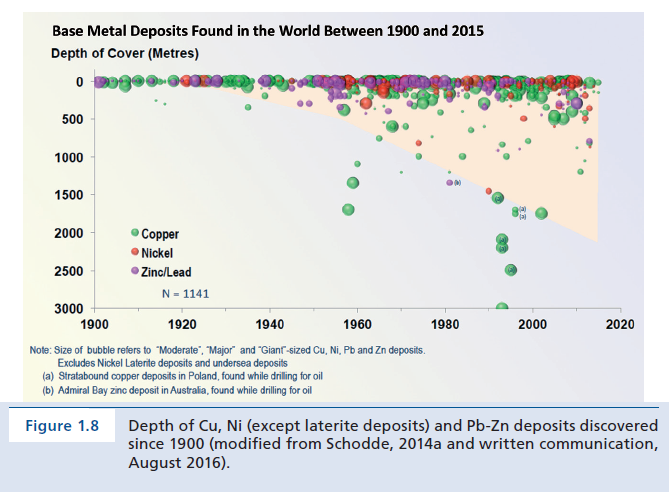 Base Metal Deposits Found in the World Between 1900 and 2015
Depth of Cover (Metres)
0
500
1000
1500
2000
2500
3000
Copper
Nickel
Zinc/Lead
N = 1141
(b)
(a)
(a)
1900
1920
1940
1960
1980
2000
2020
Note: Size of bubble refers to "Moderate", "Major" and "Giant"-sized Cu, Ni, Pb and Zn deposits.
Excludes Nickel Laterite deposits and undersea deposits
(a) Stratabound copper deposits in Poland, found while drilling for oil
(b) Admiral Bay zinc deposit in Australia, found while drilling for oil
Figure 1.8
Depth of Cu, Ni (except laterite deposits) and Pb-Zn deposits discovered
since 1900 (modified from Schodde, 2014a and written communication,
August 2016).